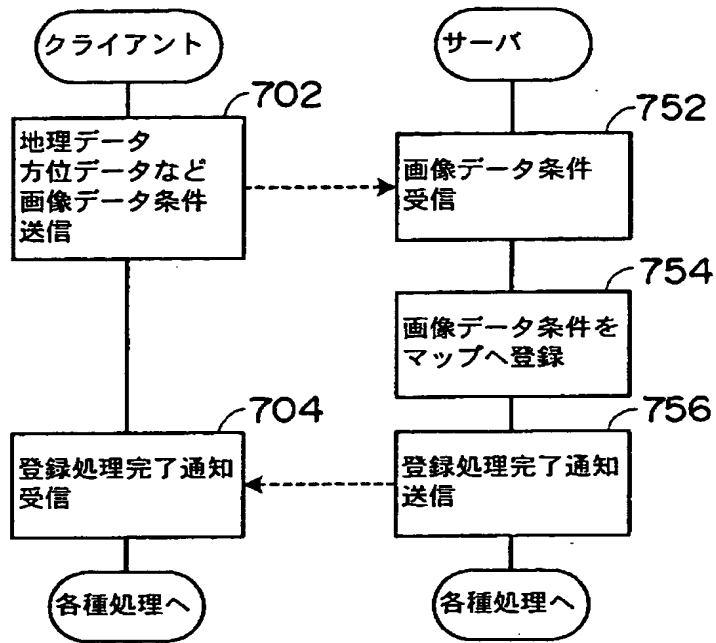 クライアント
702
地理データ
方位データなど
画像データ条件
送信
704
登録処理完了通知
受信
各種処理へ
サーバ
752
画像データ条件
受信
754
画像データ条件を
マップへ登録
756
登録処理完了通知
送信
各種処理へ